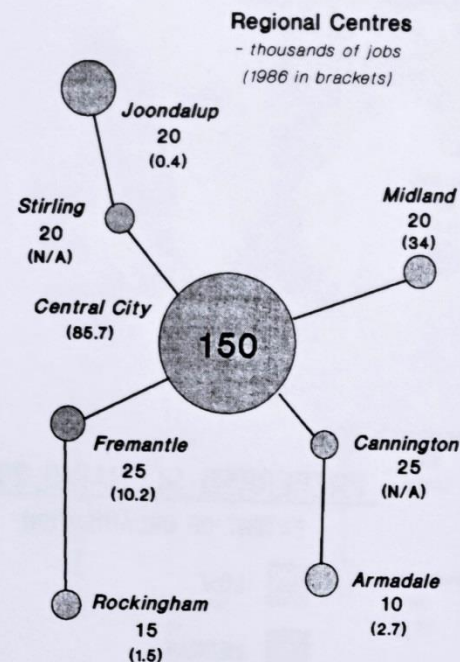 Regional Centres
- thousands of jobs
(1986 in brackets)
Joondalup
20
(0.4)
Stirling
20
(N/A)
Midland
20
(34)
Central City
(85.7)
150
Fremantle
25
(10.2)
Cannington
25
(N/A)
Rockingham
15
(1.5)
Armadale
10
(2.7)